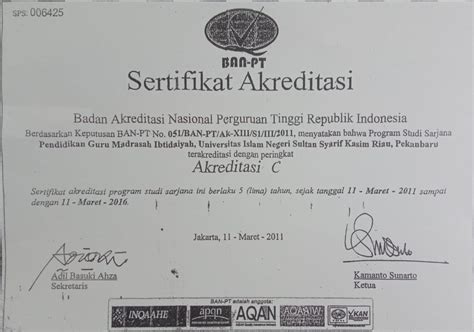 SPS: 006425
BAN-PT
Sertifikat Akreditasi
Badan Akreditasi Nasional Perguruan Tinggi Republik Indonesia
Berdasarkan Keputusan BAN-PT No. 051/BAN-PT/Ak-XIII/S1/III/2011, menyatakan bahwa Program Studi Sarjana
Pendidikan Guru Madrasah Ibtidaiyah, Universitas Islam Negeri Sultan Syarif Kasim Riau, Pekanbaru
terakreditasi dengan peringkat
Akreditasi C
Sertifikat akreditasi program studi sarjana ini berlaku 5 (lima) tahun, sejak tanggal 11 - Maret - 2011 sampai
dengan 11 - Maret - 2016.
Jakarta, 11 - Maret - 2011
Adil Basuki Ahza
Sekretaris
Kamanto Sunarto
Ketua
BAN-PT adalah anggota:
INQAAHE
apqn
AQAN